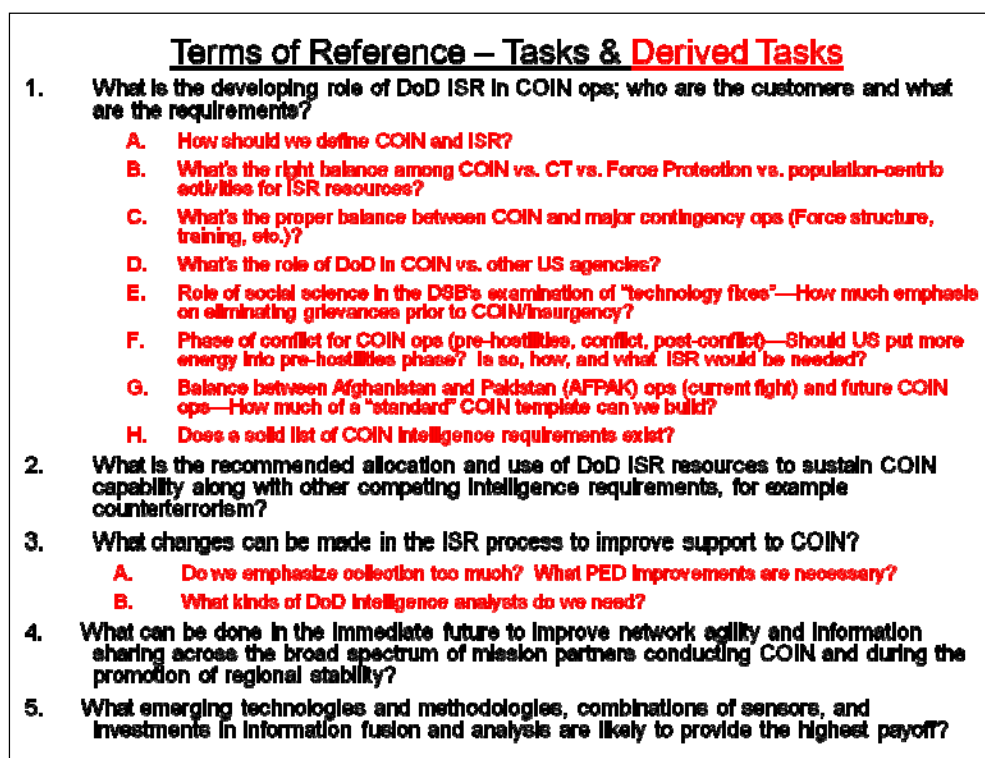 Terms of Reference – Tasks & Derived Tasks
1. What is the developing role of DoD ISR in COIN ops; who are the customers and what
are the requirements?
A. How should we define COIN and ISR?
B. What's the right balance among COIN vs. CT vs. Force Protection vs. population-centric
activities for ISR resources?
C. What's the proper balance between COIN and major contingency ops (Force structure,
training, etc.)?
D. What's the role of DoD in COIN vs. other US agencies?
E. Role of social science in the DSB's examination of "technology fixes"—How much emphasis
on eliminating grievances prior to COIN/Insurgency?
F. Phase of conflict for COIN ops (pre-hostilities, conflict, post-conflict)—Should US put more
energy into pre-hostilities phase? Is so, how, and what ISR would be needed?
G. Balance between Afghanistan and Pakistan (AFPAK) ops (current fight) and future COIN
ops—How much of a "standard" COIN template can we build?
H. Does a solid list of COIN intelligence requirements exist?
2. What is the recommended allocation and use of DoD ISR resources to sustain COIN
capability along with other competing intelligence requirements, for example
counterterrorism?
3. What changes can be made in the ISR process to improve support to COIN?
A. Do we emphasize collection too much? What PED improvements are necessary?
B. What kinds of DoD intelligence analysts do we need?
4. What can be done in the immediate future to improve network agility and information
sharing across the broad spectrum of mission partners conducting COIN and during the
promotion of regional stability?
5. What emerging technologies and methodologies, combinations of sensors, and
investments in information fusion and analysis are likely to provide the highest payoff?